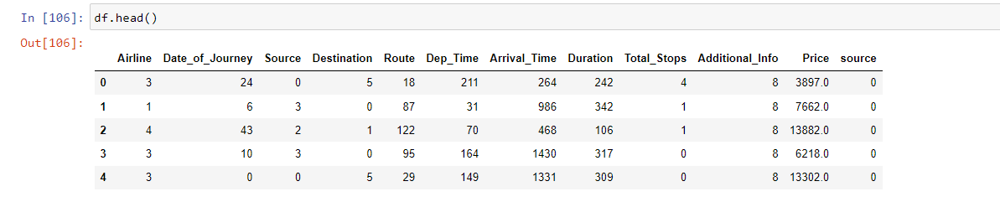 In [106]: df.head()
Out[106]:
Airline Date_of_Journey Source Destination Route Dep_Time Arrival_Time Duration Total_Stops Additional_Info Price source
0 3 24 0 5 18 211 264 242 4 8 3897.0 0
1 1 6 3 0 87 31 986 342 1 8 7662.0 0
2 4 43 2 1 122 70 468 106 1 8 13882.0 0
3 3 10 3 0 95 164 1430 317 0 8 6218.0 0
4 3 0 0 5 29 149 1331 309 0 8 13302.0 0